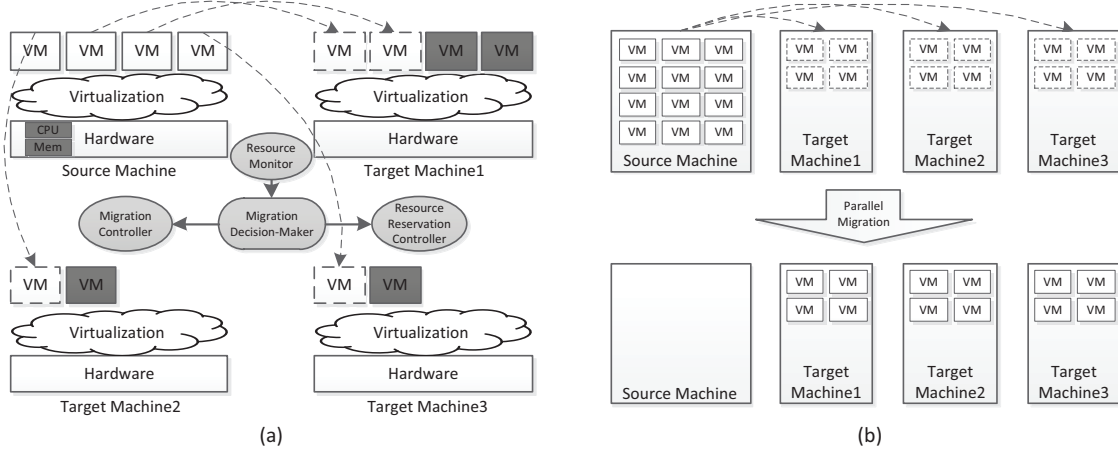 VM VM VM VM
Virtualization
CPU
Mem
Hardware
Source Machine
VM VM VM VM
Virtualization
Hardware
Target Machine1
Resource
Monitor
Migration
Controller
Migration
Decision-Maker
Resource
Reservation
Controller
VM VM
Virtualization
Hardware
Target Machine2
VM VM
Virtualization
Hardware
Target Machine3
(a)
VM VM VM
VM VM VM
VM VM VM
VM VM VM
Source Machine
VM VM
VM VM
Target
Machine1
VM VM
VM VM
Target
Machine2
VM VM
VM VM
Target
Machine3
Parallel
Migration
Source Machine
VM VM
VM VM
Target
Machine1
VM VM
VM VM
Target
Machine2
VM VM
VM VM
Target
Machine3
(b)